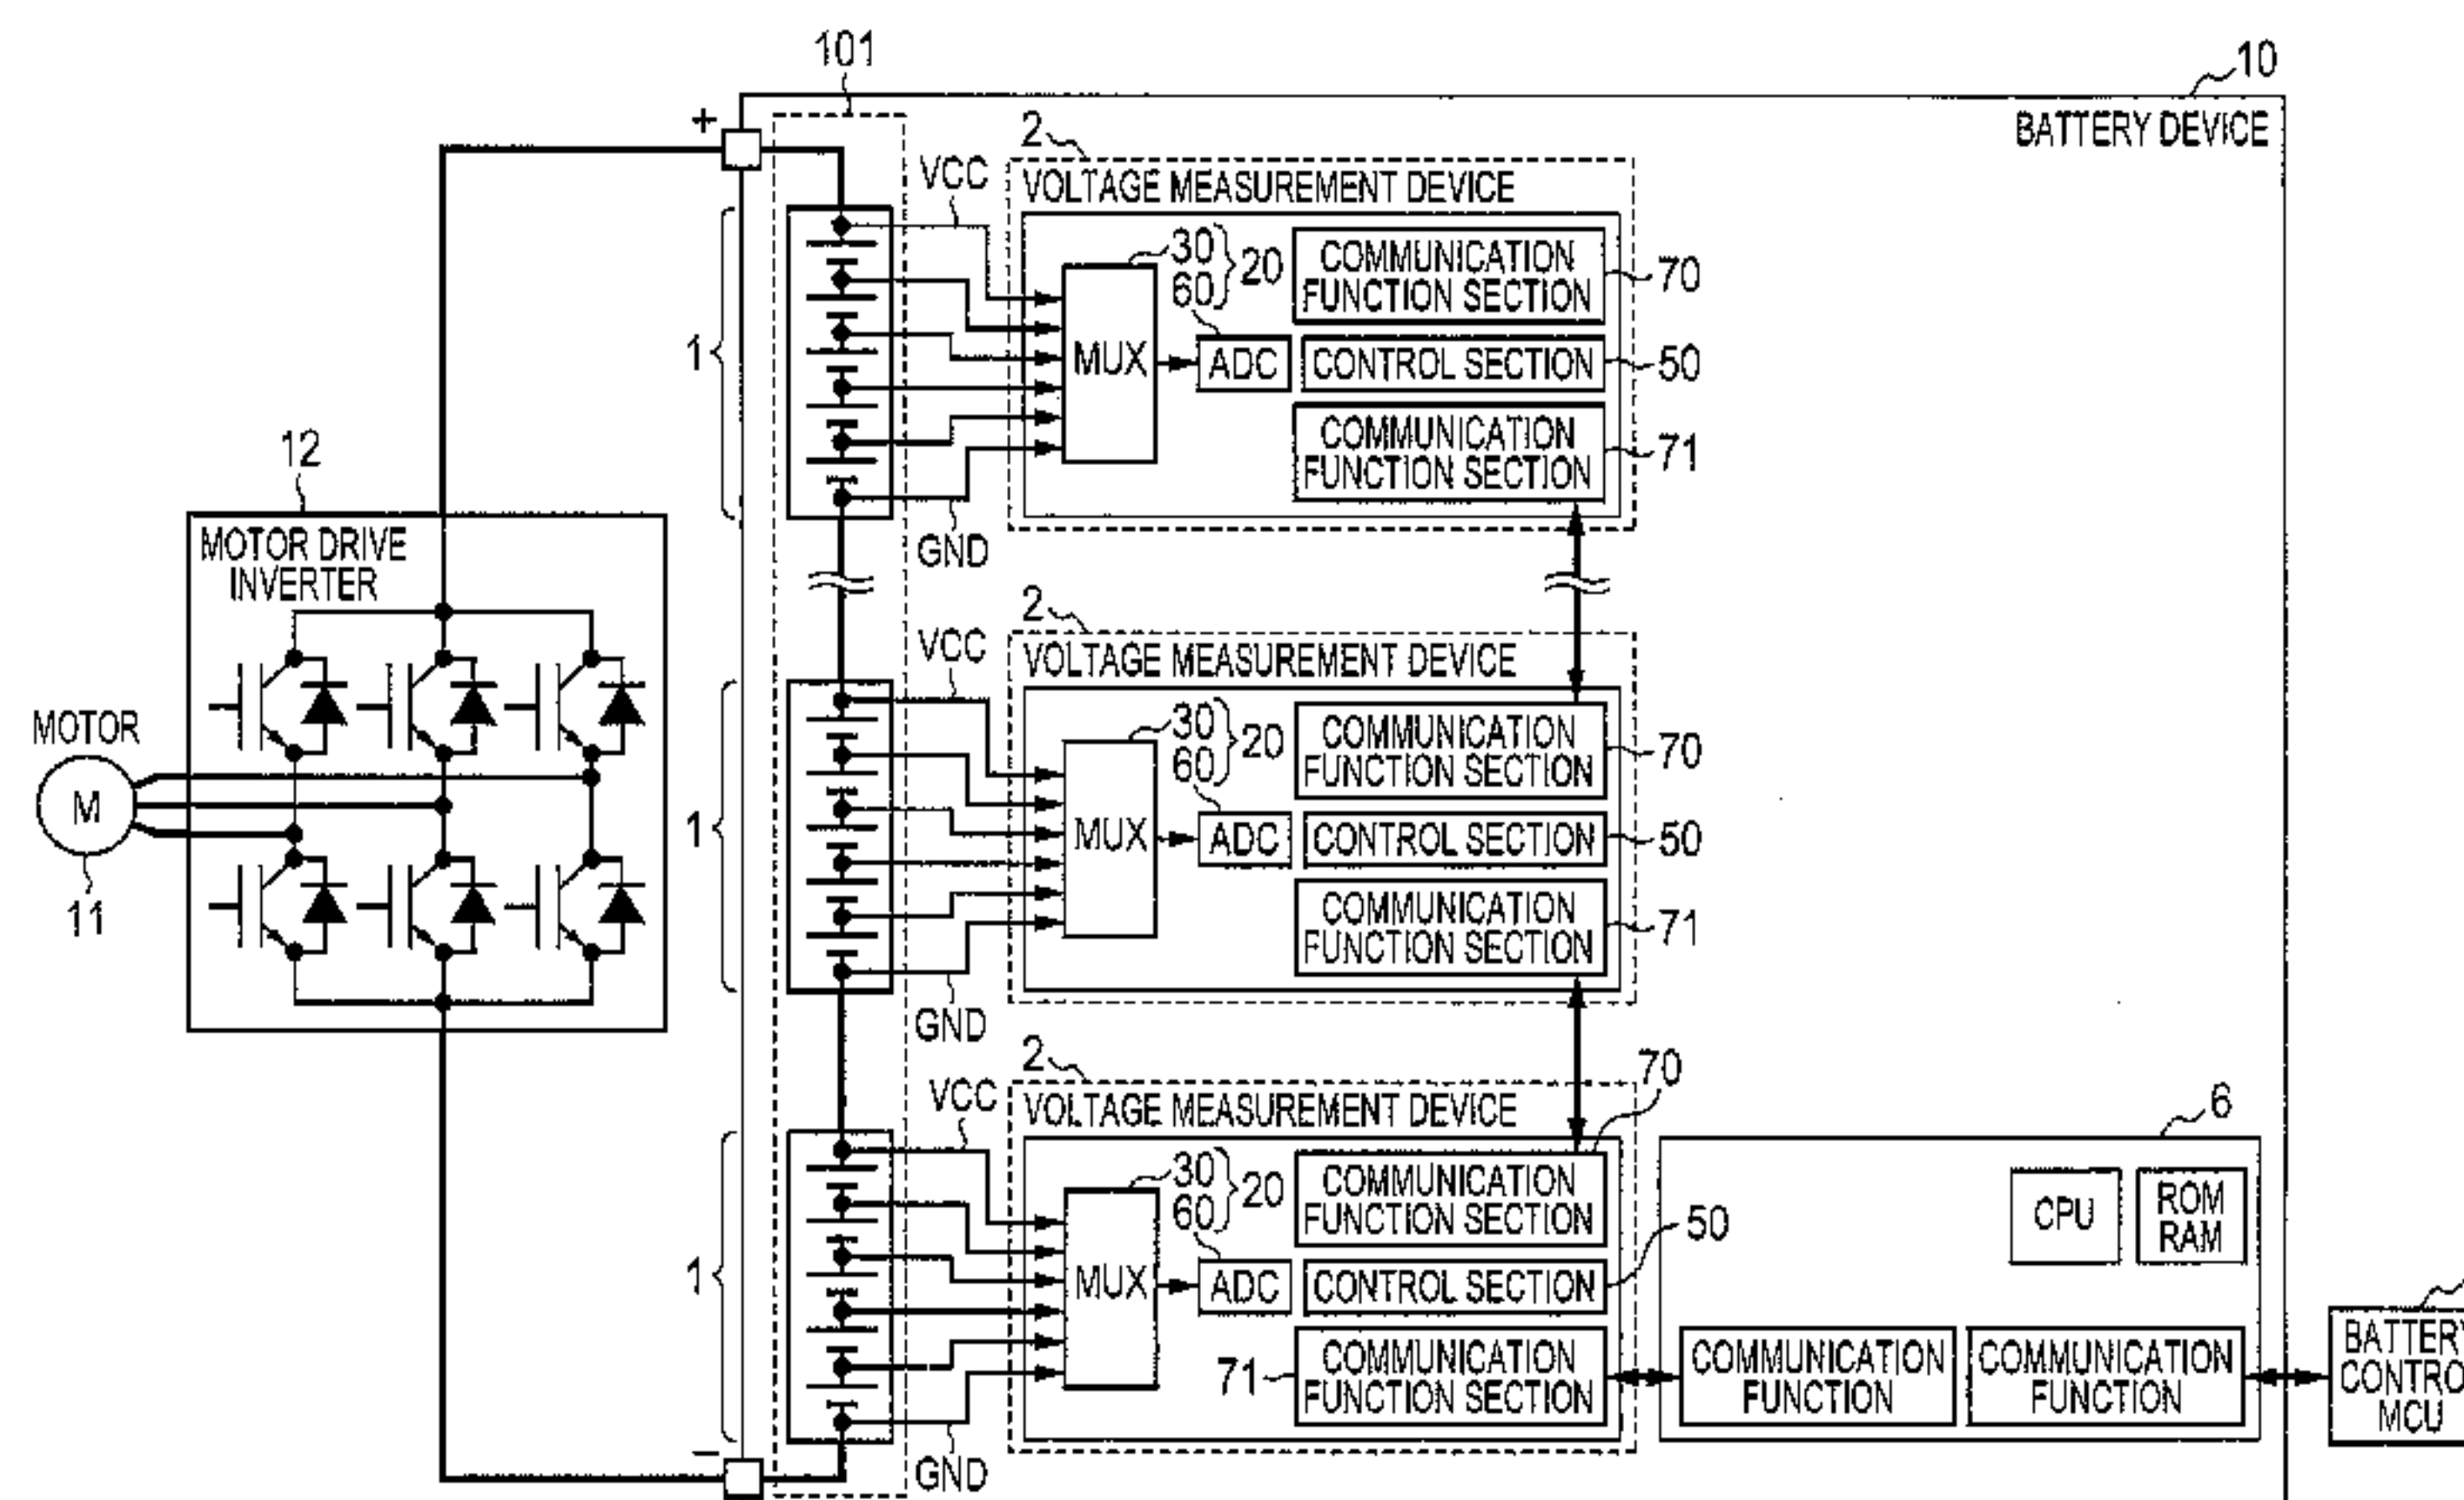 101
10
BATTERY DEVICE
+
2
VCC
VOLTAGE MEASUREMENT DEVICE
30
60
20
COMMUNICATION
FUNCTION SECTION
70
1
MUX
ADC
CONTROL SECTION
50
COMMUNICATION
FUNCTION SECTION
71
GND
12
MOTOR DRIVE
INVERTER
MOTOR
M
11
2
VCC
VOLTAGE MEASUREMENT DEVICE
30
60
20
COMMUNICATION
FUNCTION SECTION
70
1
MUX
ADC
CONTROL SECTION
50
COMMUNICATION
FUNCTION SECTION
71
GND
2
VCC
VOLTAGE MEASUREMENT DEVICE
70
30
60
20
COMMUNICATION
FUNCTION SECTION
1
MUX
ADC
CONTROL SECTION
50
71
COMMUNICATION
FUNCTION SECTION
GND
−
6
CPU
ROM
RAM
COMMUNICATION
FUNCTION
COMMUNICATION
FUNCTION
BATTERY
CONTRO
MCU